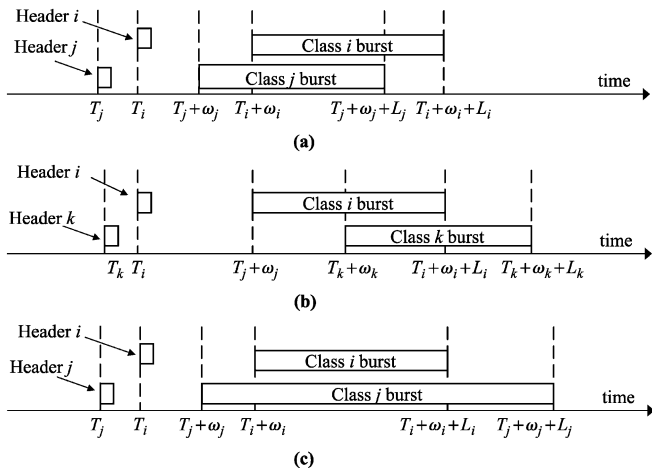 Header i
Header j
Class i burst
Class j burst
time
T_j T_i T_j+ω_j T_i+ω_i T_j+ω_j+L_j T_i+ω_i+L_i
(a)
Header i
Header k
Class i burst
Class k burst
time
T_k T_i T_j+ω_j T_k+ω_k T_i+ω_i+L_i T_k+ω_k+L_k
(b)
Header i
Header j
Class i burst
Class j burst
time
T_j T_i T_j+ω_j T_i+ω_i T_i+ω_i+L_i T_j+ω_j+L_j
(c)